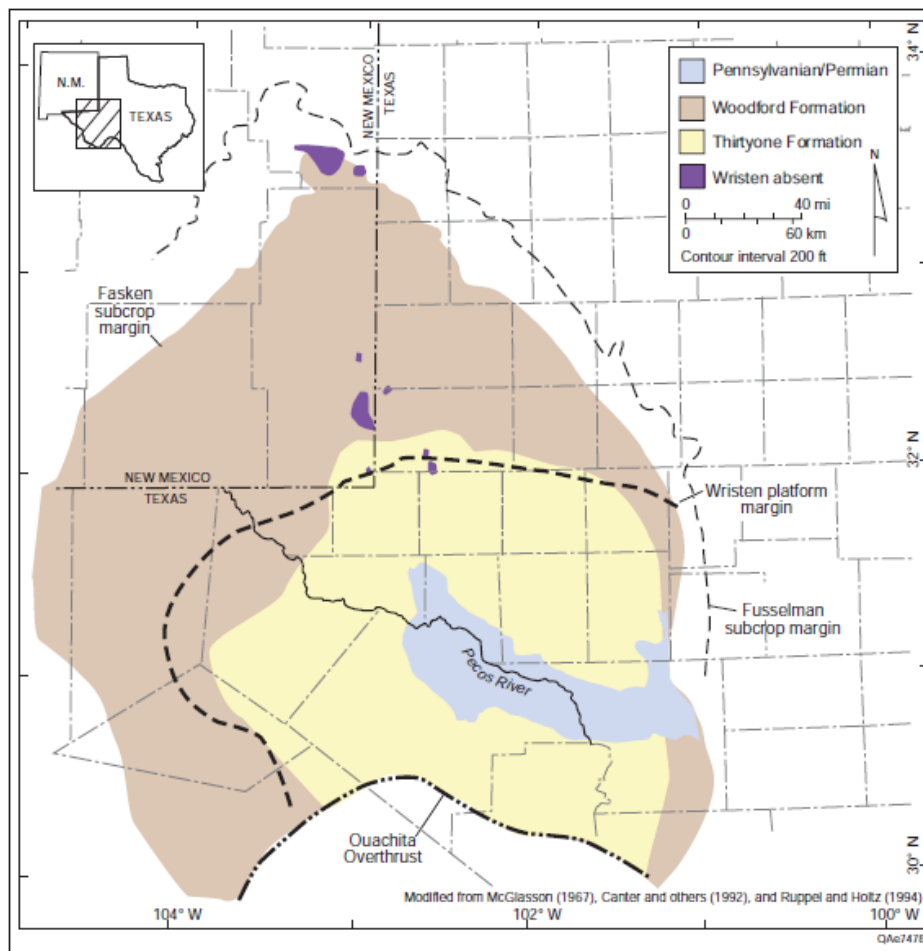 N.M.
TEXAS
NEW MEXICO
TEXAS
34° N
Pennsylvanian/Permian
Woodford Formation
Thirtyone Formation
Wristen absent
N
0 40 mi
0 60 km
Contour interval 200 ft
Fasken
subcrop
margin
32° N
NEW MEXICO
TEXAS
Wristen platform
margin
Fusselman
subcrop margin
Pecos River
Ouachita
Overthrust
30° N
Modified from McGlasson (1967), Canter and others (1992), and Ruppel and Holtz (1994)
104° W
102° W
100° W